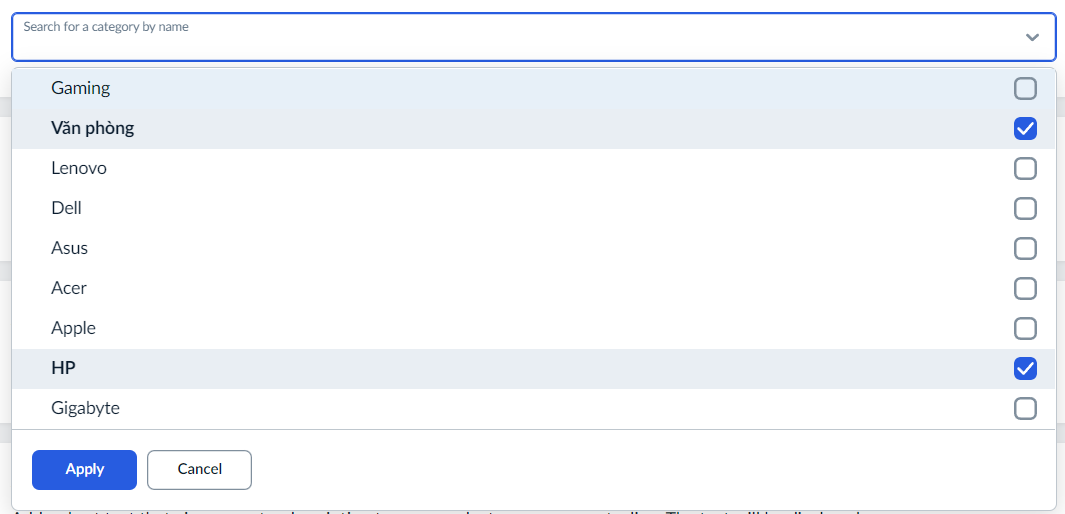 Search for a category by name
Gaming
Văn phòng
Lenovo
Dell
Asus
Acer
Apple
HP
Gigabyte
Apply Cancel